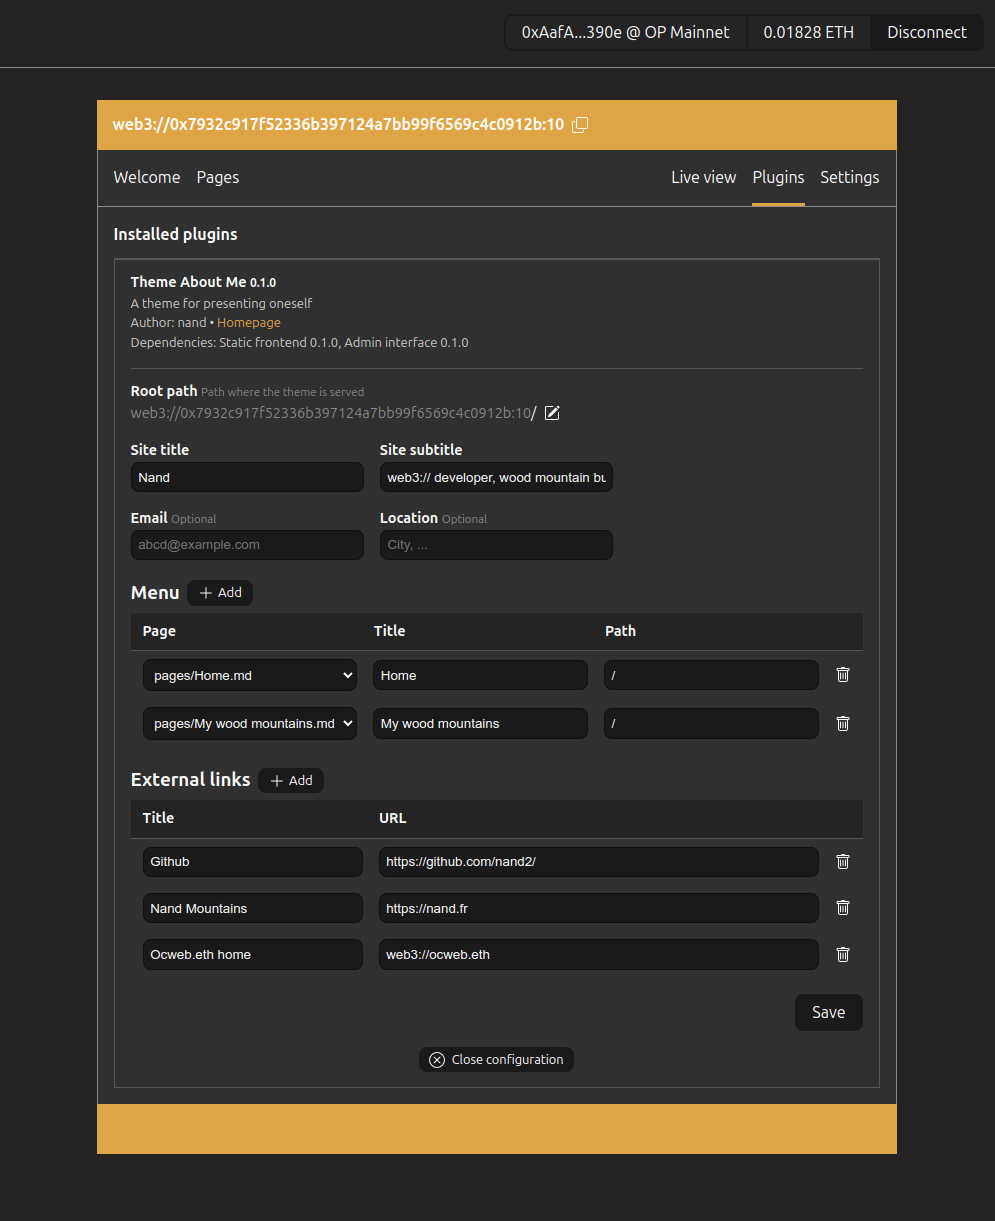 0xAafA...390e @ OP Mainnet 0.01828 ETH Disconnect
web3://0x7932c917f52336b397124a7bb99f6569c4c0912b:10
Welcome Pages Live view Plugins Settings
Installed plugins
Theme About Me 0.1.0
A theme for presenting oneself
Author: nand • Homepage
Dependencies: Static frontend 0.1.0, Admin interface 0.1.0
Root path Path where the theme is served
web3://0x7932c917f52336b397124a7bb99f6569c4c0912b:10/
Site title Site subtitle
Nand web3:// developer, wood mountain bu
Email Optional Location Optional
abcd@example.com City, ...
Menu + Add
Page Title Path
pages/Home.md Home /
pages/My wood mountains.md My wood mountains /
External links + Add
Title URL
Github https://github.com/nand2/
Nand Mountains https://nand.fr
Ocweb.eth home web3://ocweb.eth
Save
Close configuration